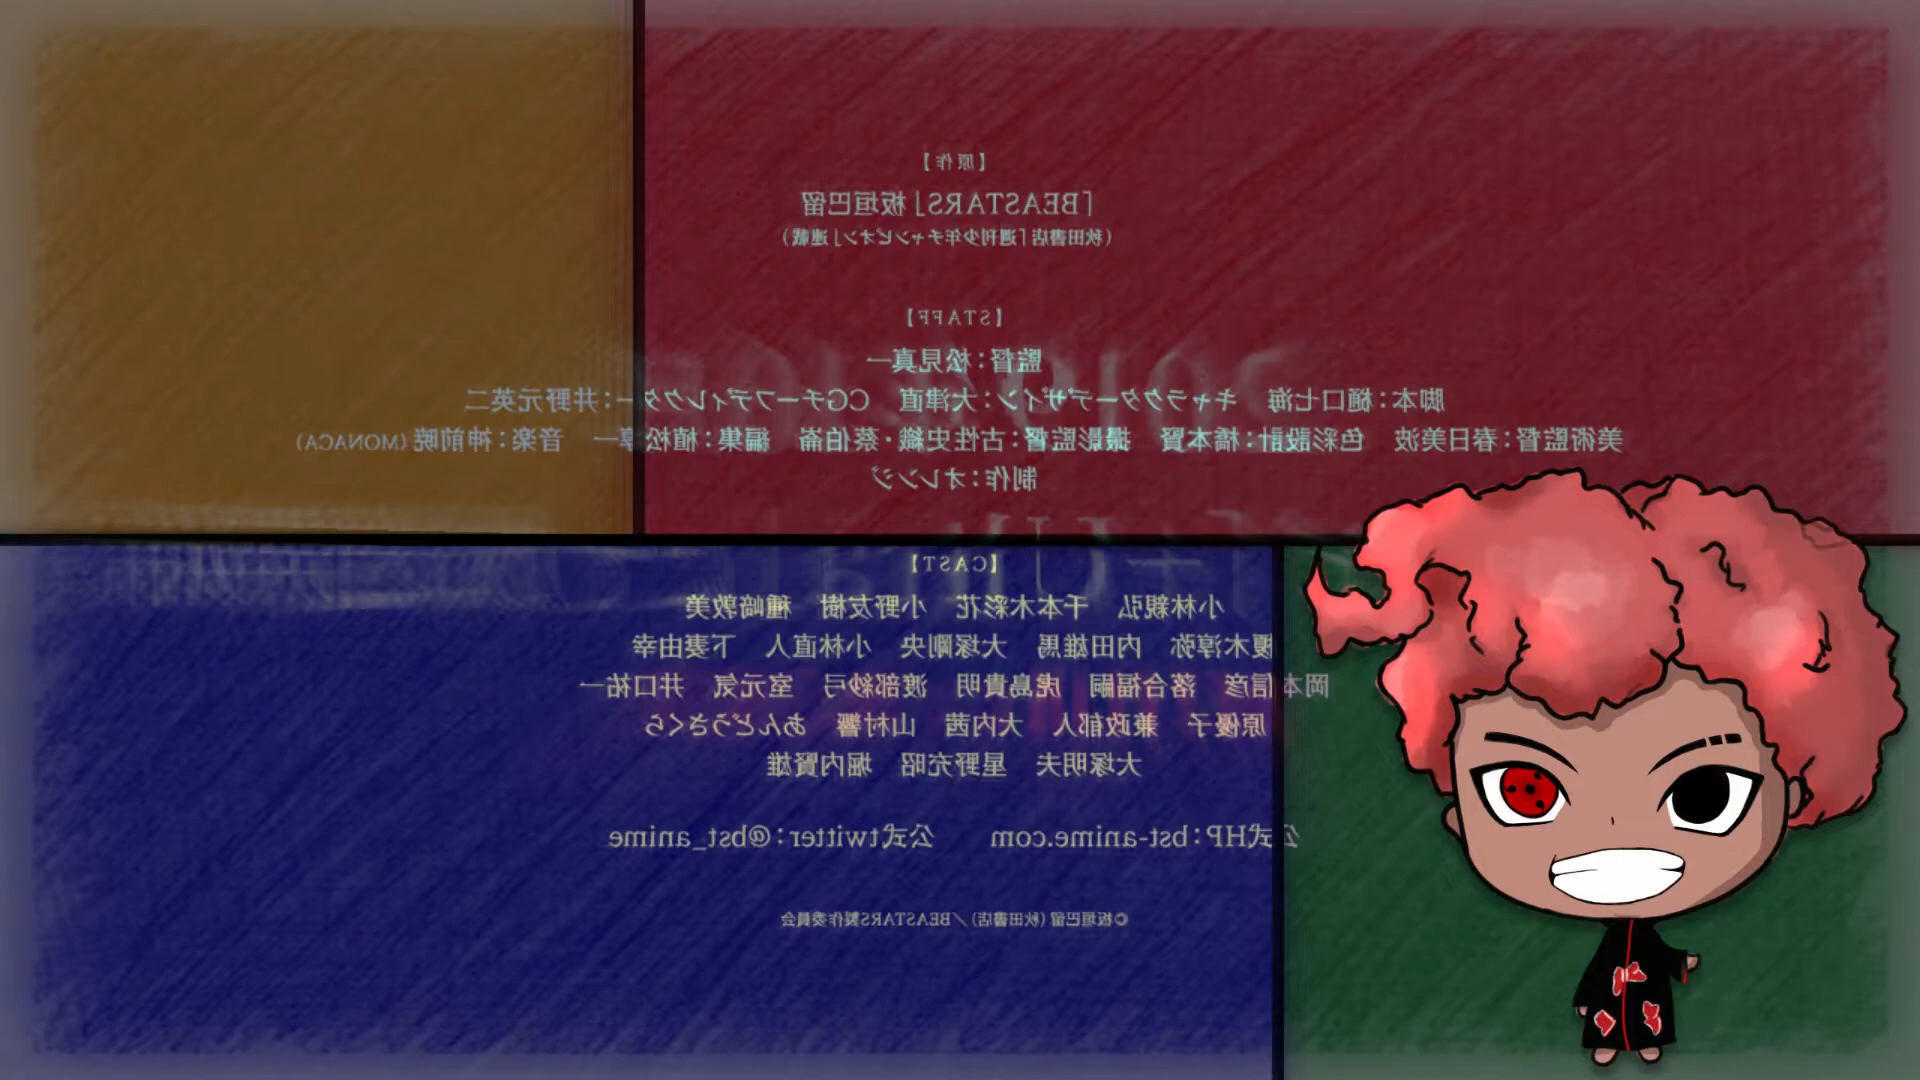 【原作】
「BEASTARS」板垣巴留
(秋田書店「週刊少年チャンピオン」連載)
【STAFF】
監督:松見真一
脚本:樋口七海 キャラクターデザイン:大津直 CGチーフディレクター:井野元英二
美術監督:春日美波 色彩設計:橋本賢 撮影監督:古性史織・蔡伯崙 編集:植松淳一 音楽:神前暁(MONACA)
制作:オレンジ
【CAST】
小林親弘 千本木彩花 小野友樹 種﨑敦美
榎木淳弥 内田雄馬 大塚剛央 小林直人 下妻由幸
岡本信彦 落合福嗣 虎島貴明 渡部紗弓 室元気 井口祐一
原優子 兼政郁人 大内茜 山村響 あんどうさくら
大塚明夫 星野充昭 堀内賢雄
公式HP:bst-anime.com 公式twitter:@bst_anime
©板垣巴留(秋田書店)/BEASTARS製作委員会